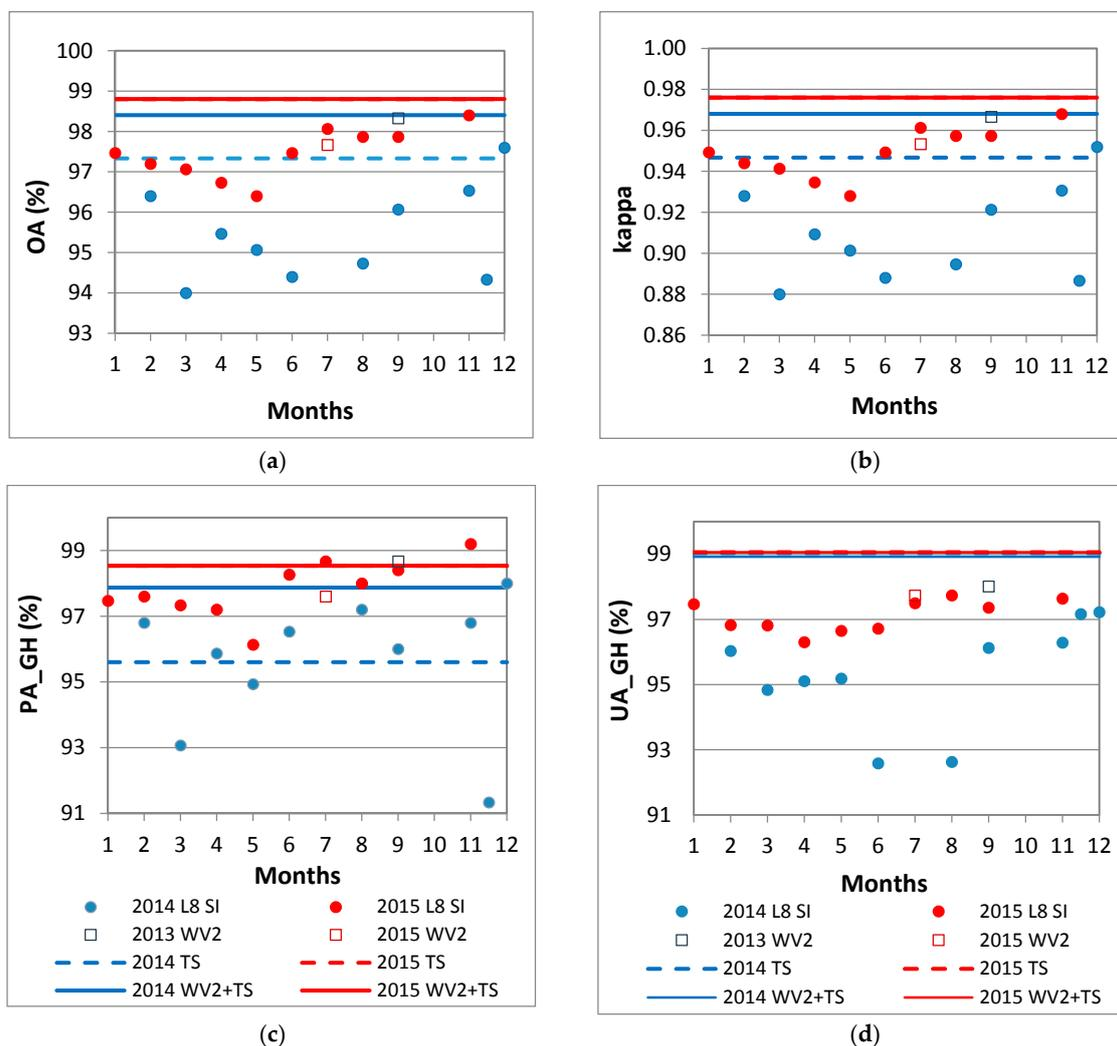 100
99
98
97
96
95
94
93
OA (%)
1 2 3 4 5 6 7 8 9 10 11 12
Months
(a)
1.00
0.98
0.96
0.94
0.92
0.90
0.88
0.86
kappa
1 2 3 4 5 6 7 8 9 10 11 12
Months
(b)
99
97
95
93
91
PA_GH (%)
1 2 3 4 5 6 7 8 9 10 11 12
Months
2014 L8 SI 2015 L8 SI
2013 WV2 2015 WV2
2014 TS 2015 TS
2014 WV2+TS 2015 WV2+TS
(c)
99
97
95
93
91
UA_GH (%)
1 2 3 4 5 6 7 8 9 10 11 12
Months
2014 L8 SI 2015 L8 SI
2013 WV2 2015 WV2
2014 TS 2015 TS
2014 WV2+TS 2015 WV2+TS
(d)